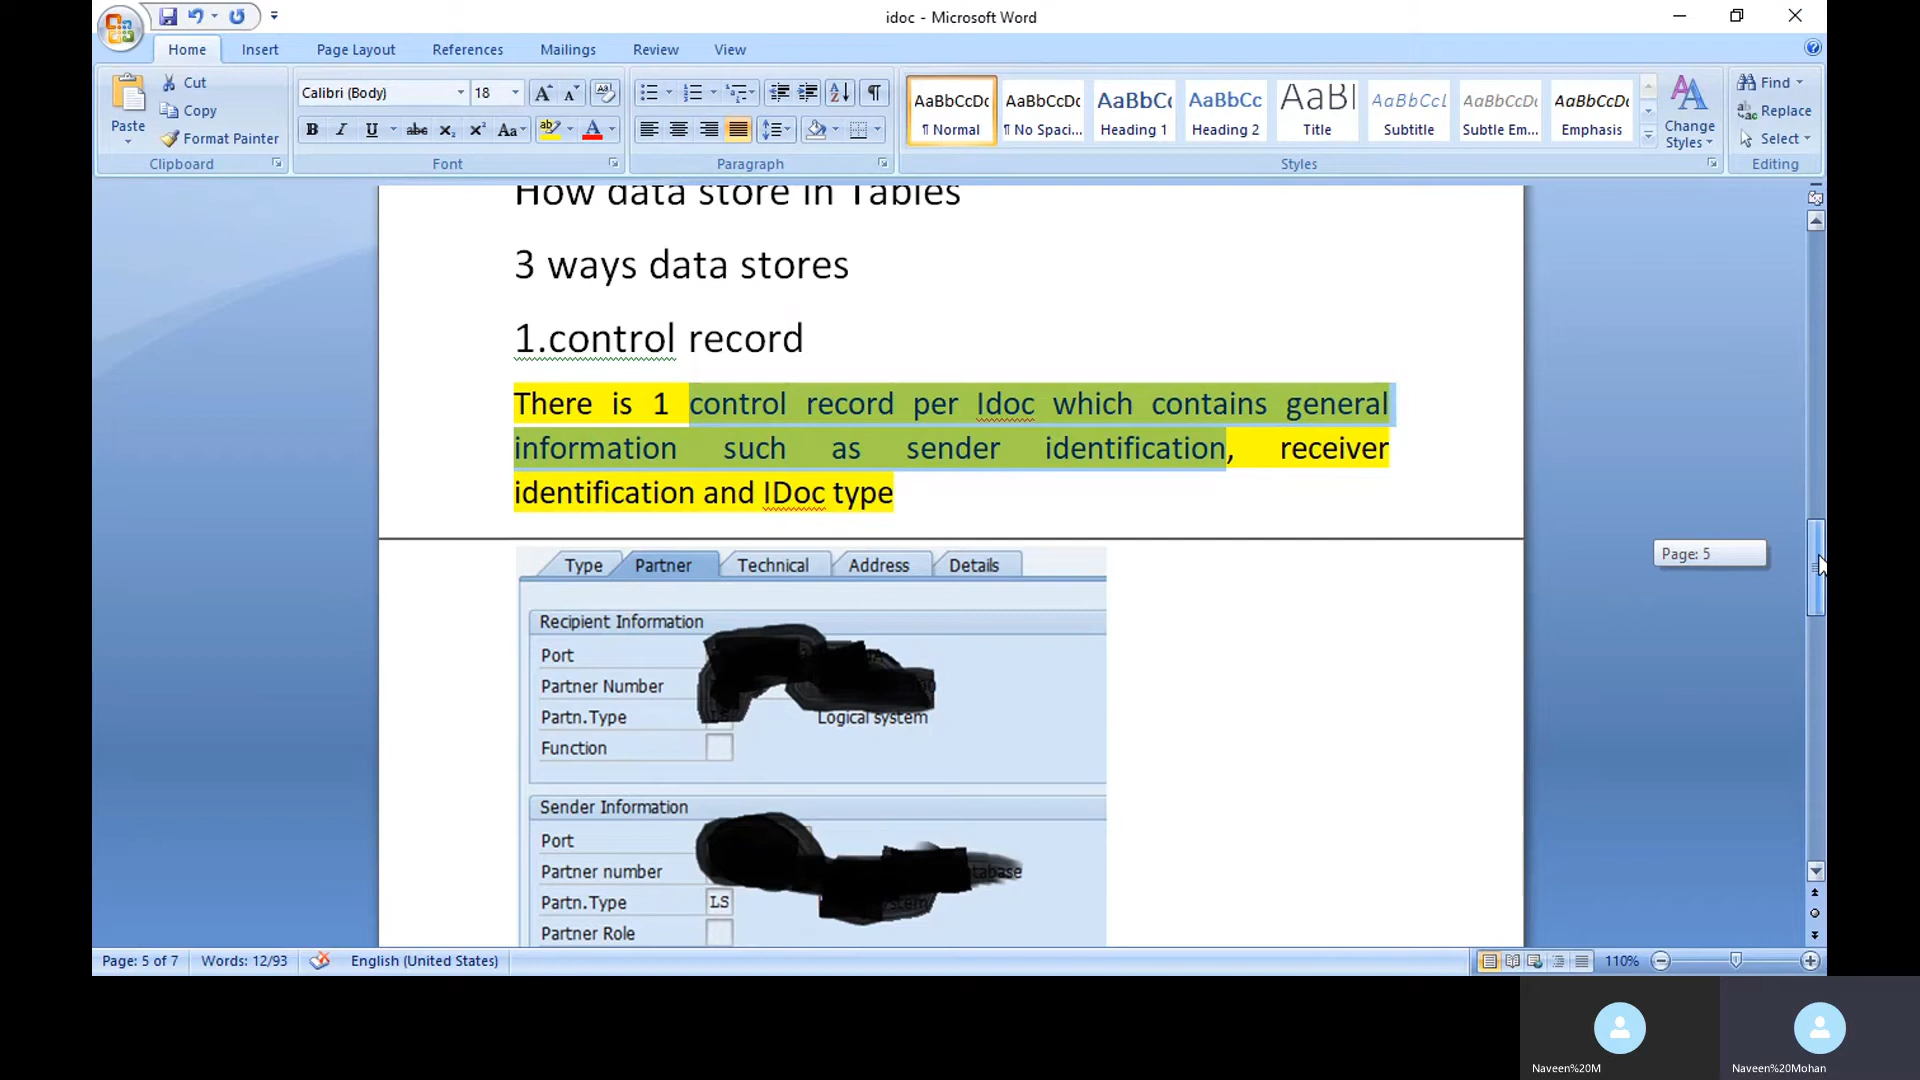 idoc - Microsoft Word
Home Insert Page Layout References Mailings Review View
Paste
Cut
Copy
Format Painter
Clipboard
Calibri (Body) 18
Font
Paragraph
AaBbCcDc AaBbCcDc AaBbC AaBbCc AaBl AaBbCcL AaBbCcDc AaBbCcDc
¶ Normal ¶ No Spaci... Heading 1 Heading 2 Title Subtitle Subtle Em... Emphasis
Change Styles
Styles
Find
Replace
Select
Editing
How data store in Tables
3 ways data stores
1.control record
There is 1 control record per Idoc which contains general
information such as sender identification, receiver
identification and IDoc type
Page: 5
Type Partner Technical Address Details
Recipient Information
Port
Partner Number
Partn.Type Logical system
Function
Sender Information
Port
Partner number
Partn.Type LS
Partner Role
Page: 5 of 7 Words: 12/93 English (United States) 110%
Naveen%20M Naveen%20Mohan